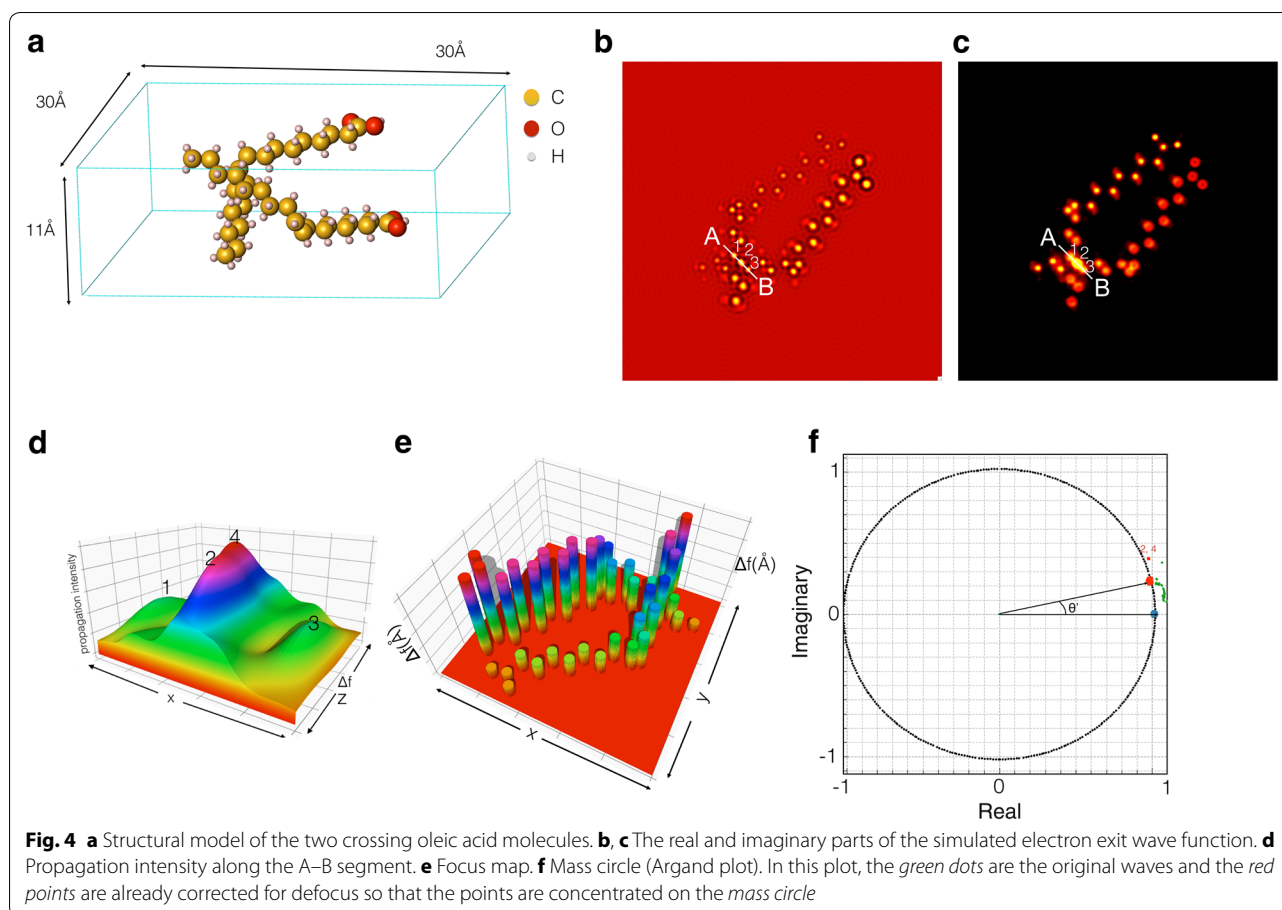 a
30Å
30Å
11Å
C
O
H
b
A
1
2
3
B
c
A
1
2
3
B
d
propagation intensity
1
2
4
3
x
Δf
Z
e
Δf(Å)
Δf(Å)
x
y
f
1
0
-1
Imaginary
2, 4
θ'
-1
0
1
Real
Fig. 4 a Structural model of the two crossing oleic acid molecules. b, c The real and imaginary parts of the simulated electron exit wave function. d
Propagation intensity along the A–B segment. e Focus map. f Mass circle (Argand plot). In this plot, the green dots are the original waves and the red
points are already corrected for defocus so that the points are concentrated on the mass circle